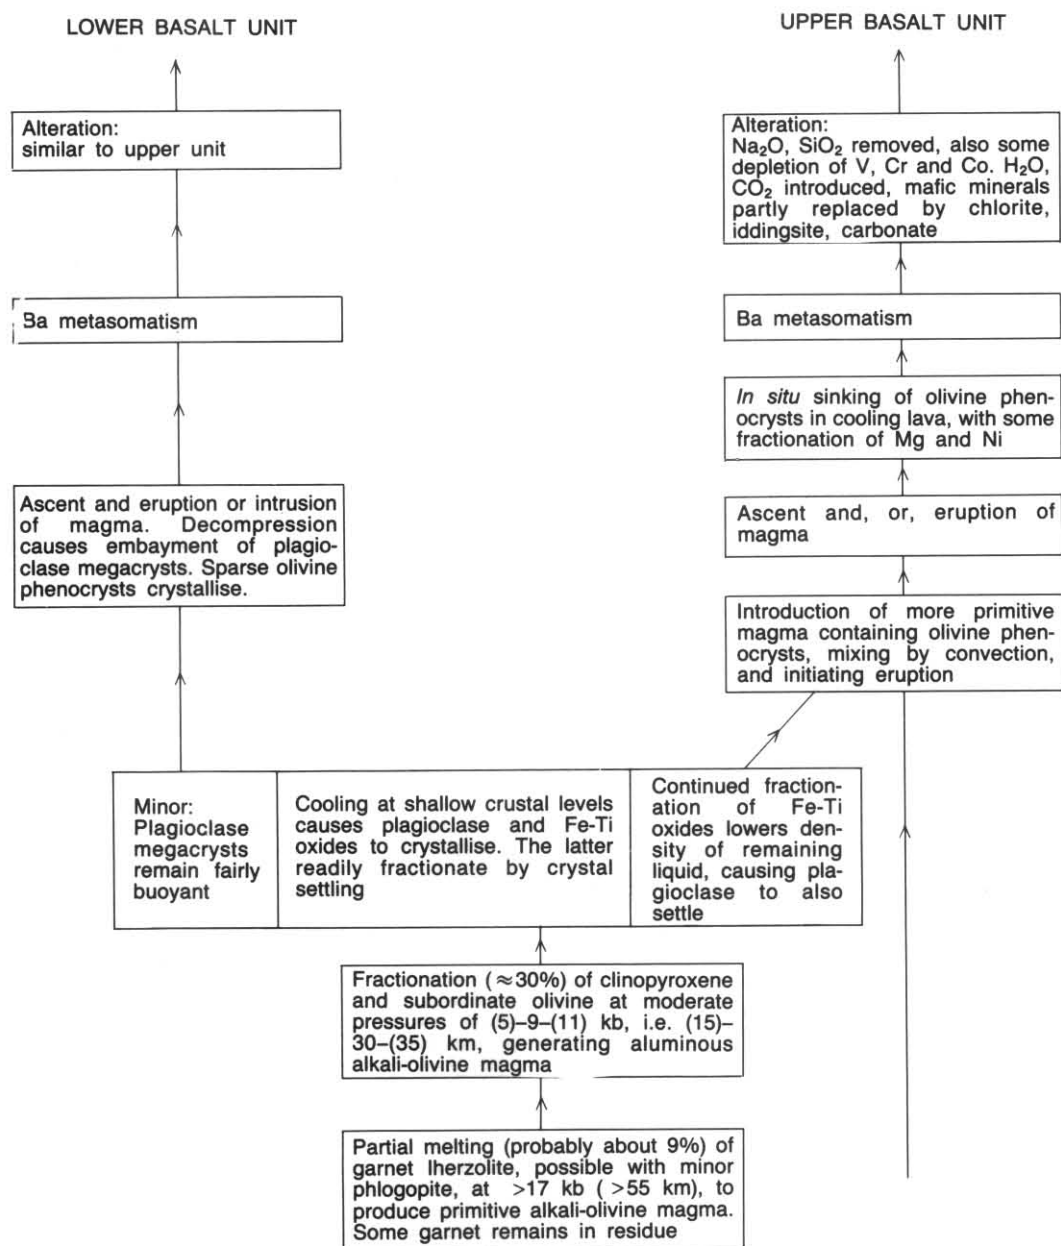 LOWER BASALT UNIT
UPPER BASALT UNIT
Alteration:
similar to upper unit
Alteration:
Na₂O, SiO₂ removed, also some
depletion of V, Cr and Co. H₂O,
CO₂ introduced, mafic minerals
partly replaced by chlorite,
iddingsite, carbonate
Ba metasomatism
Ba metasomatism
In situ sinking of olivine phen-
ocrysts in cooling lava, with some
fractionation of Mg and Ni
Ascent and eruption or intrusion
of magma. Decompression
causes embayment of plagio-
clase megacrysts. Sparse olivine
phenocrysts crystallise.
Ascent and, or, eruption of
magma
Introduction of more primitive
magma containing olivine phen-
ocrysts, mixing by convection,
and initiating eruption
Minor:
Plagioclase
megacrysts
remain fairly
buoyant
Cooling at shallow crustal levels
causes plagioclase and Fe-Ti
oxides to crystallise. The latter
readily fractionate by crystal
settling
Continued fraction-
ation of Fe-Ti
oxides lowers den-
sity of remaining
liquid, causing pla-
gioclase to also
settle
Fractionation (≈30%) of clinopyroxene
and subordinate olivine at moderate
pressures of (5)–9–(11) kb, i.e. (15)–
30–(35) km, generating aluminous
alkali-olivine magma
Partial melting (probably about 9%) of
garnet lherzolite, possible with minor
phlogopite, at >17 kb (>55 km), to
produce primitive alkali-olivine magma.
Some garnet remains in residue